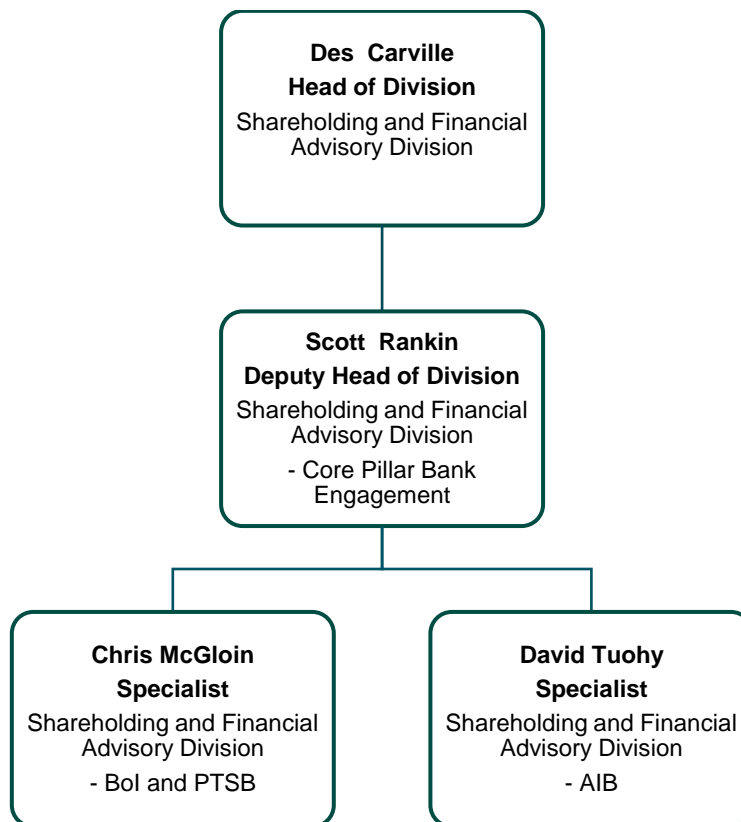 Des Carville
Head of Division
Shareholding and Financial
Advisory Division
Scott Rankin
Deputy Head of Division
Shareholding and Financial
Advisory Division
- Core Pillar Bank
Engagement
Chris McGloin
Specialist
Shareholding and Financial
Advisory Division
- BoI and PTSB
David Tuohy
Specialist
Shareholding and Financial
Advisory Division
- AIB